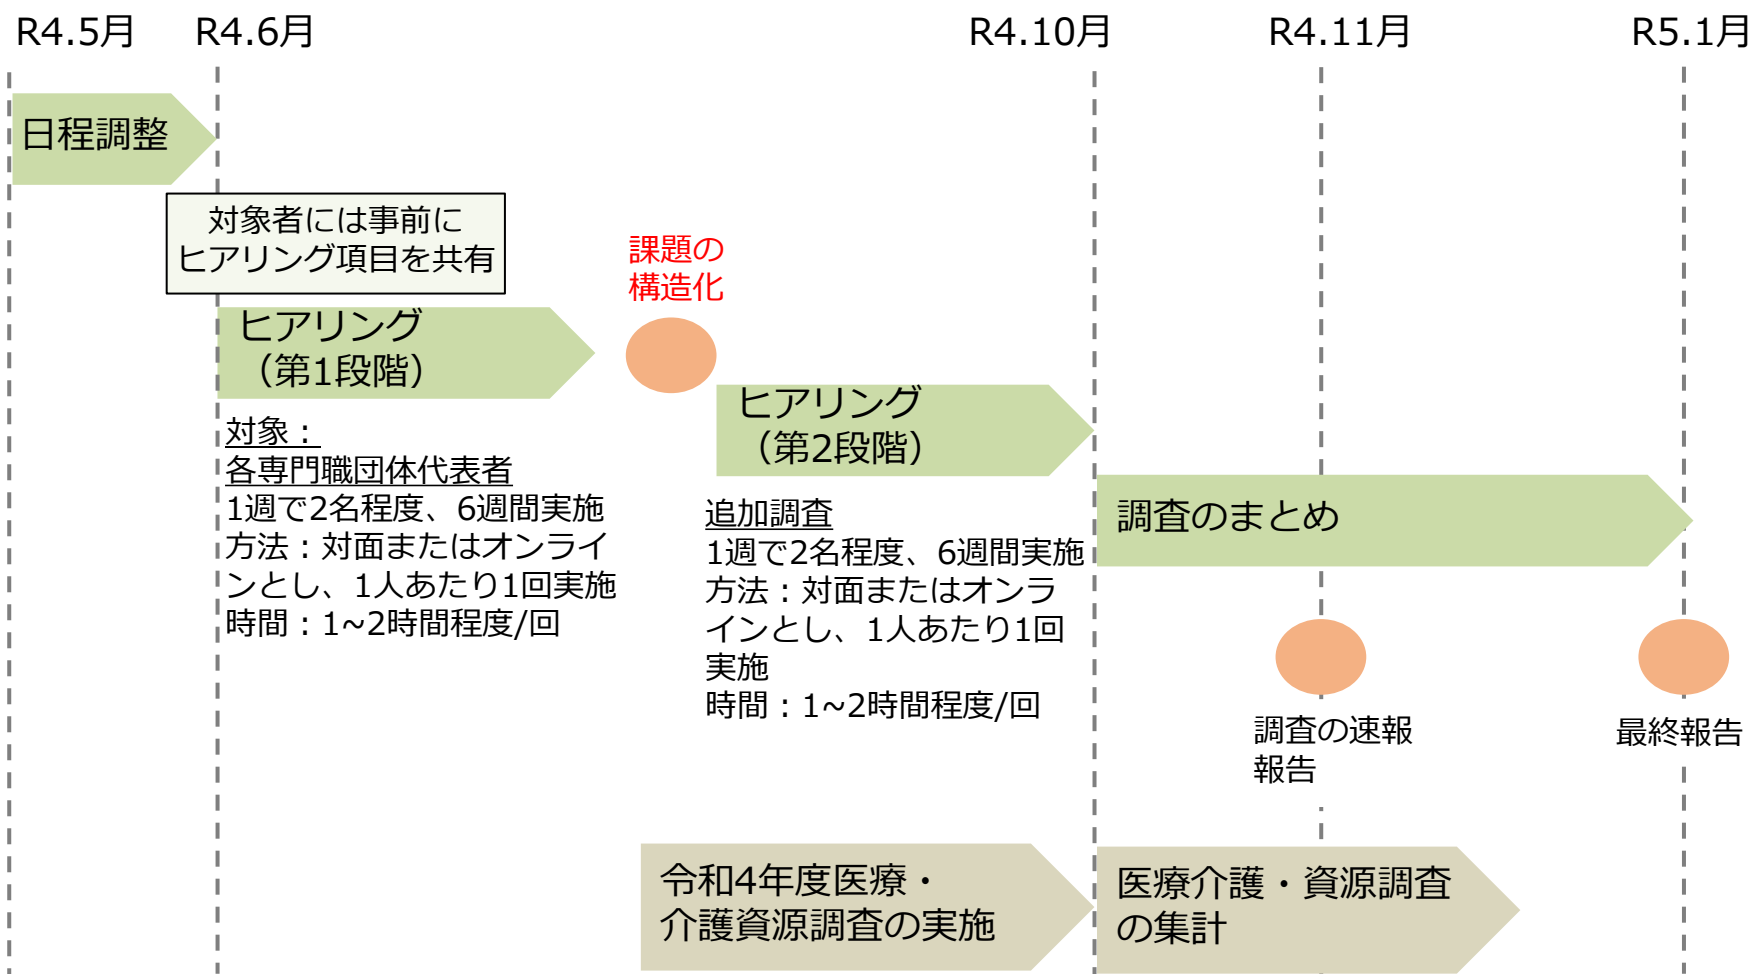 R4.5月
R4.6月
R4.10月
R4.11月
R5.1月
日程調整
対象者には事前に
ヒアリング項目を共有
課題の
構造化
ヒアリング
（第1段階）
対象：
各専門職団体代表者
1週で2名程度、6週間実施
方法：対面またはオンライ
ンとし、1人あたり1回実施
時間：1~2時間程度/回
ヒアリング
（第2段階）
追加調査
1週で2名程度、6週間実施
方法：対面またはオンラ
インとし、1人あたり1回
実施
時間：1~2時間程度/回
調査のまとめ
調査の速報
報告
最終報告
令和4年度医療・
介護資源調査の実施
医療介護・資源調査
の集計